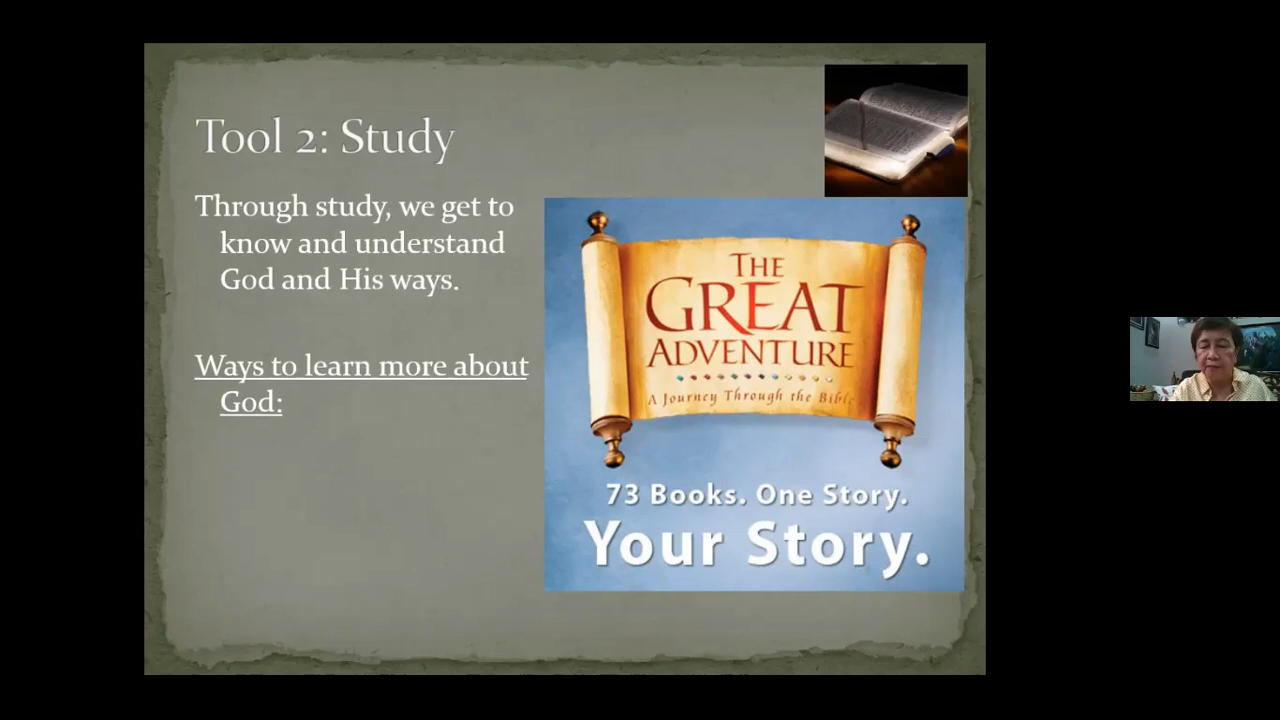 Tool 2: Study
Through study, we get to
know and understand
God and His ways.
Ways to learn more about
God:
THE
GREAT
ADVENTURE
A Journey Through the Bible
73 Books. One Story.
Your Story.